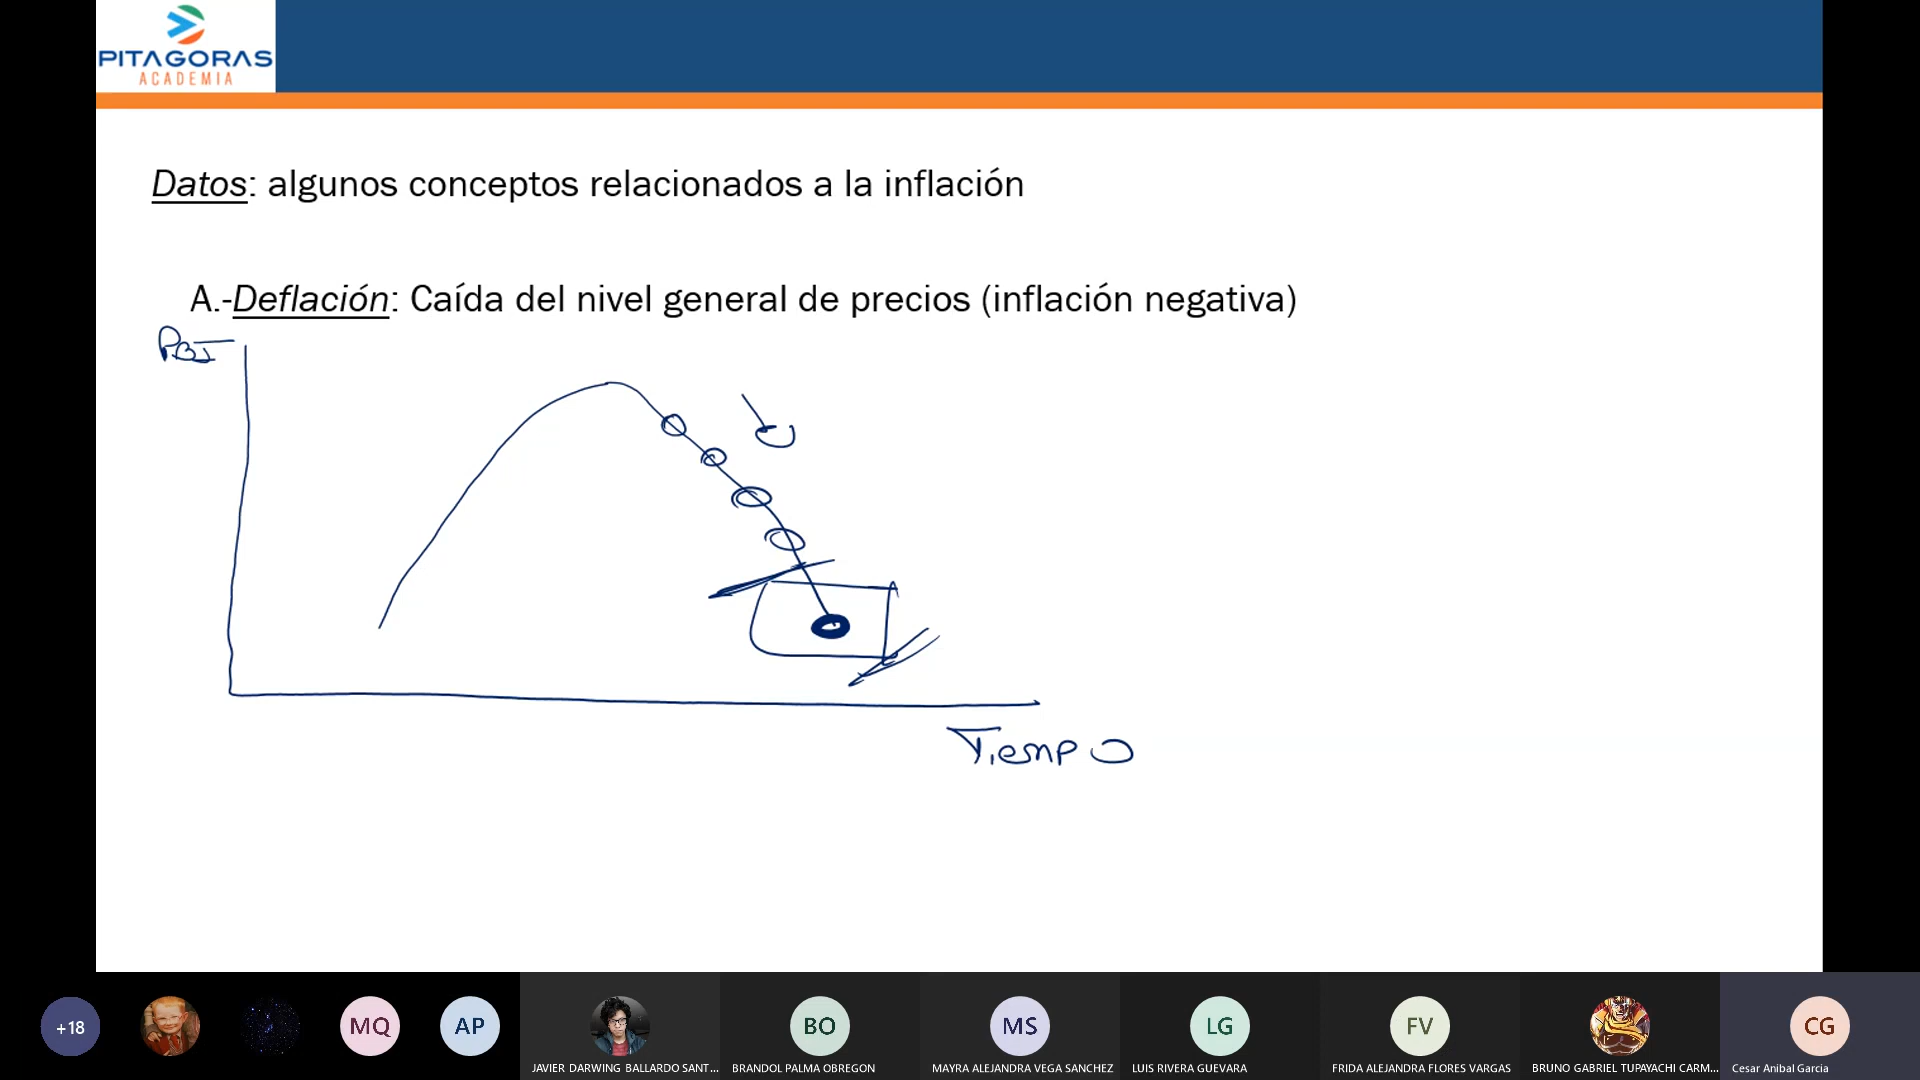 PITAGORAS
ACADEMIA
Datos: algunos conceptos relacionados a la inflación
A.-Deflación: Caída del nivel general de precios (inflación negativa)
PBI
Tiempo
+18
MQ
AP
BO
MS
LG
FV
CG
JAVIER DARWING BALLARDO SANT...
BRANDOL PALMA OBREGON
MAYRA ALEJANDRA VEGA SANCHEZ
LUIS RIVERA GUEVARA
FRIDA ALEJANDRA FLORES VARGAS
BRUNO GABRIEL TUPAYACHI CARM...
Cesar Anibal Garcia